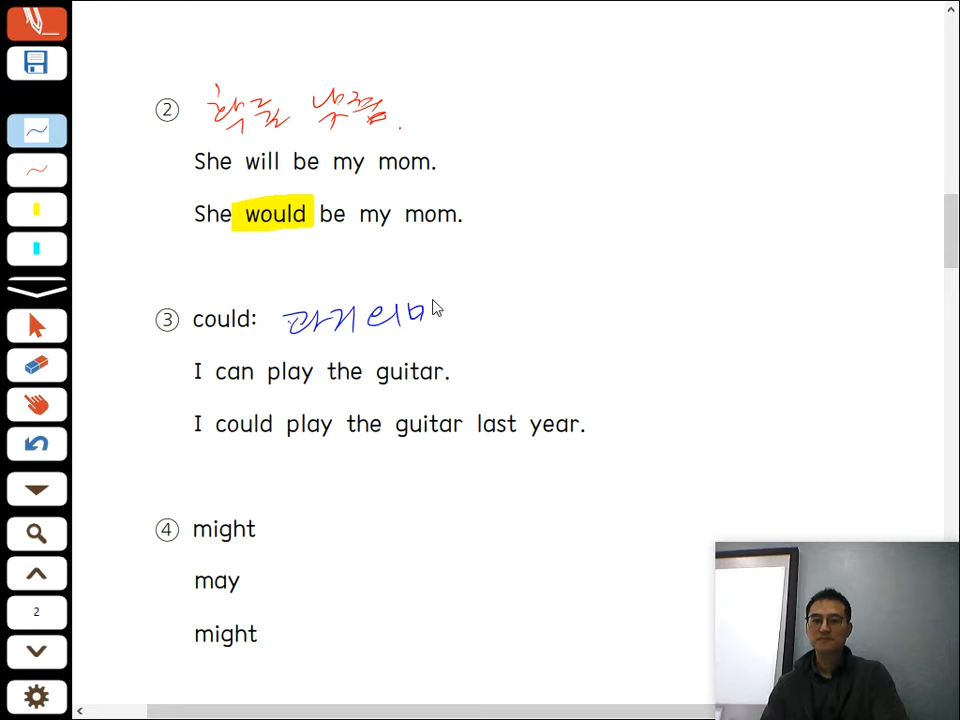 ② 확률 낮춤.
She will be my mom.
She would be my mom.
③ could: 과거 의미
I can play the guitar.
I could play the guitar last year.
④ might
may
might
2